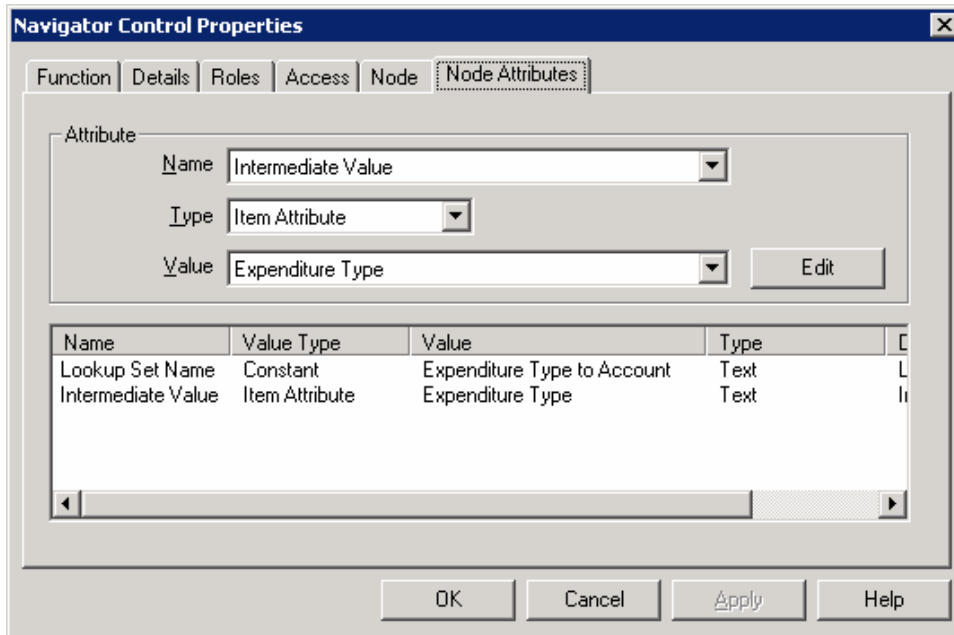 Navigator Control Properties
Function Details Roles Access Node Node Attributes
Attribute
Name Intermediate Value
Type Item Attribute
Value Expenditure Type Edit
Name Value Type Value Type
Lookup Set Name Constant Expenditure Type to Account Text
Intermediate Value Item Attribute Expenditure Type Text
OK Cancel Apply Help